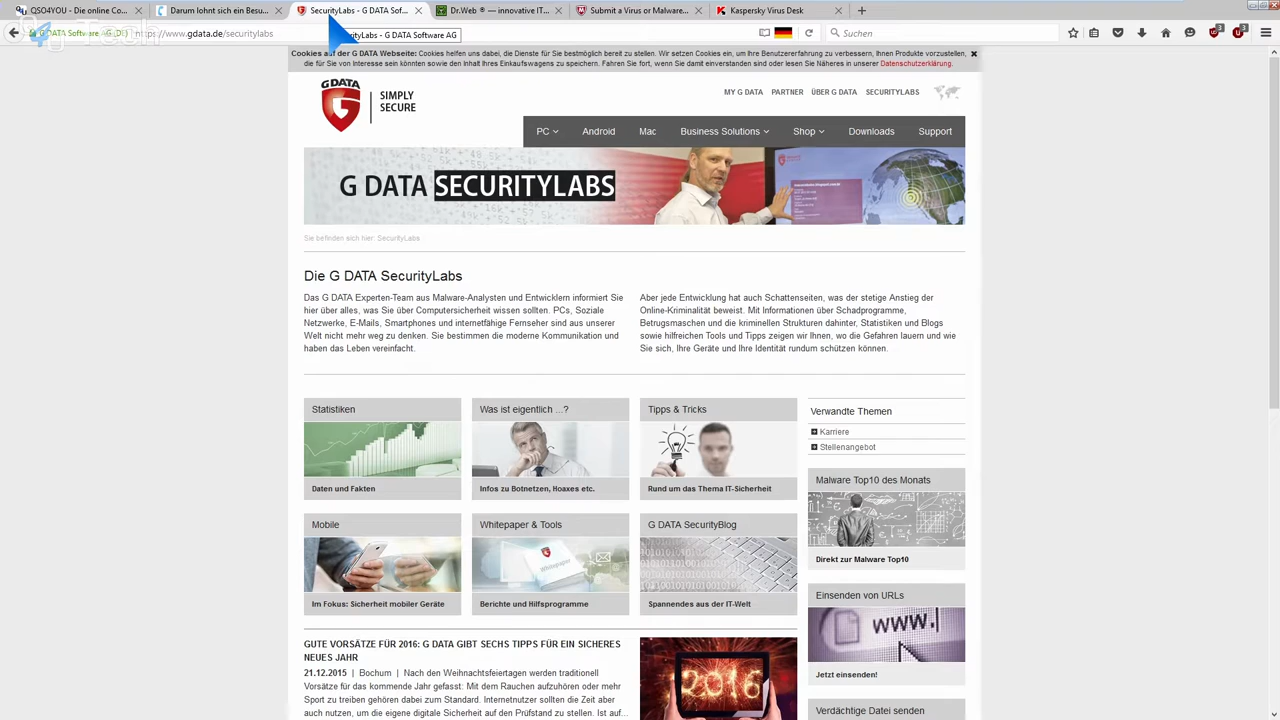 QSO4YOU - Die online Co...
Darum lohnt sich ein Besu...
SecurityLabs - G DATA Sof...
Dr.Web ® — innovative IT...
Submit a Virus or Malware...
Kaspersky Virus Desk
G DATA Software AG (DE)
https://www.gdata.de/securitylabs
SecurityLabs - G DATA Software AG
Suchen
Cookies auf der G DATA Webseite: Cookies helfen uns dabei, die Dienste für Sie bestmöglich bereit zu stellen. Wir setzen Cookies ein, um Ihre Benutzererfahrung zu verbessern, Ihnen Produkte vorzustellen,
die für Sie von Interesse sein könnten sowie den Inhalt Ihres Einkaufswagens zu speichern. Fahren Sie fort, wenn Sie damit einverstanden sind oder lesen Sie Näheres in unserer Datenschutzerklärung.
G DATA
SIMPLY
SECURE
MY G DATA PARTNER ÜBER G DATA SECURITYLABS
PC Android Mac Business Solutions Shop Downloads Support
G DATA SECURITYLABS
Sie befinden sich hier: SecurityLabs
Die G DATA SecurityLabs
Das G DATA Experten-Team aus Malware-Analysten und Entwicklern informiert Sie
hier über alles, was Sie über Computersicherheit wissen sollten. PCs, Soziale
Netzwerke, E-Mails, Smartphones und internetfähige Fernseher sind aus unserer
Welt nicht mehr weg zu denken. Sie bestimmen die moderne Kommunikation und
haben das Leben vereinfacht.
Aber jede Entwicklung hat auch Schattenseiten, was der stetige Anstieg der
Online-Kriminalität beweist. Mit Informationen über Schadprogramme,
Betrugsmaschen und die kriminellen Strukturen dahinter, Statistiken und Blogs
sowie hilfreichen Tools und Tipps zeigen wir Ihnen, wo die Gefahren lauern und wie
Sie sich, Ihre Geräte und Ihre Identität rundum schützen können.
Statistiken
Daten und Fakten
Was ist eigentlich ...?
Infos zu Botnetzen, Hoaxes etc.
Tipps & Tricks
Rund um das Thema IT-Sicherheit
Verwandte Themen
Karriere
Stellenangebot
Malware Top10 des Monats
Direkt zur Malware Top10
Mobile
Im Fokus: Sicherheit mobiler Geräte
Whitepaper & Tools
Whitepaper
Berichte und Hilfsprogramme
G DATA SecurityBlog
Spannendes aus der IT-Welt
Einsenden von URLs
www.
Jetzt einsenden!
GUTE VORSÄTZE FÜR 2016: G DATA GIBT SECHS TIPPS FÜR EIN SICHERES
NEUES JAHR
21.12.2015 | Bochum | Nach den Weihnachtsfeiertagen werden traditionell
Vorsätze für das kommende Jahr gefasst: Mit dem Rauchen aufzuhören oder mehr
Sport zu treiben gehören dabei zum Standard. Internetnutzer sollten die Zeit aber
auch nutzen, um die eigene digitale Sicherheit auf den Prüfstand zu stellen. Ist auf...
2016
Verdächtige Datei senden